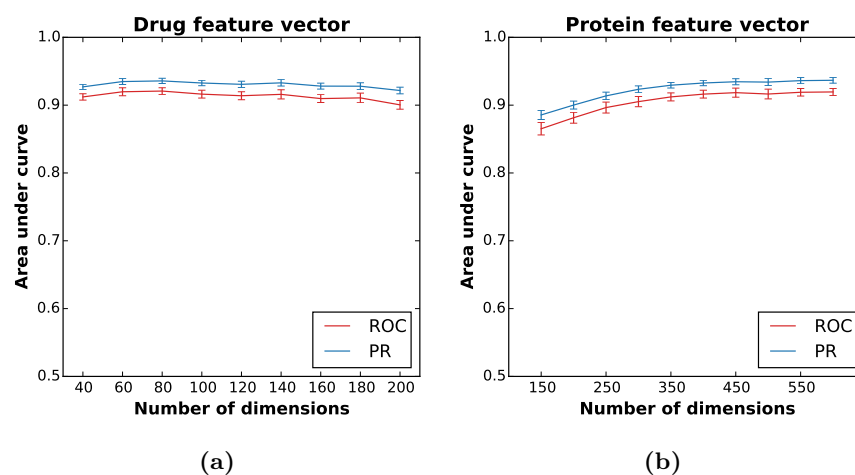 Drug feature vector
1.0
0.9
0.8
0.7
0.6
0.5
Area under curve
ROC
PR
40 60 80 100 120 140 160 180 200
Number of dimensions
(a)
Protein feature vector
1.0
0.9
0.8
0.7
0.6
0.5
Area under curve
ROC
PR
150 250 350 450 550
Number of dimensions
(b)